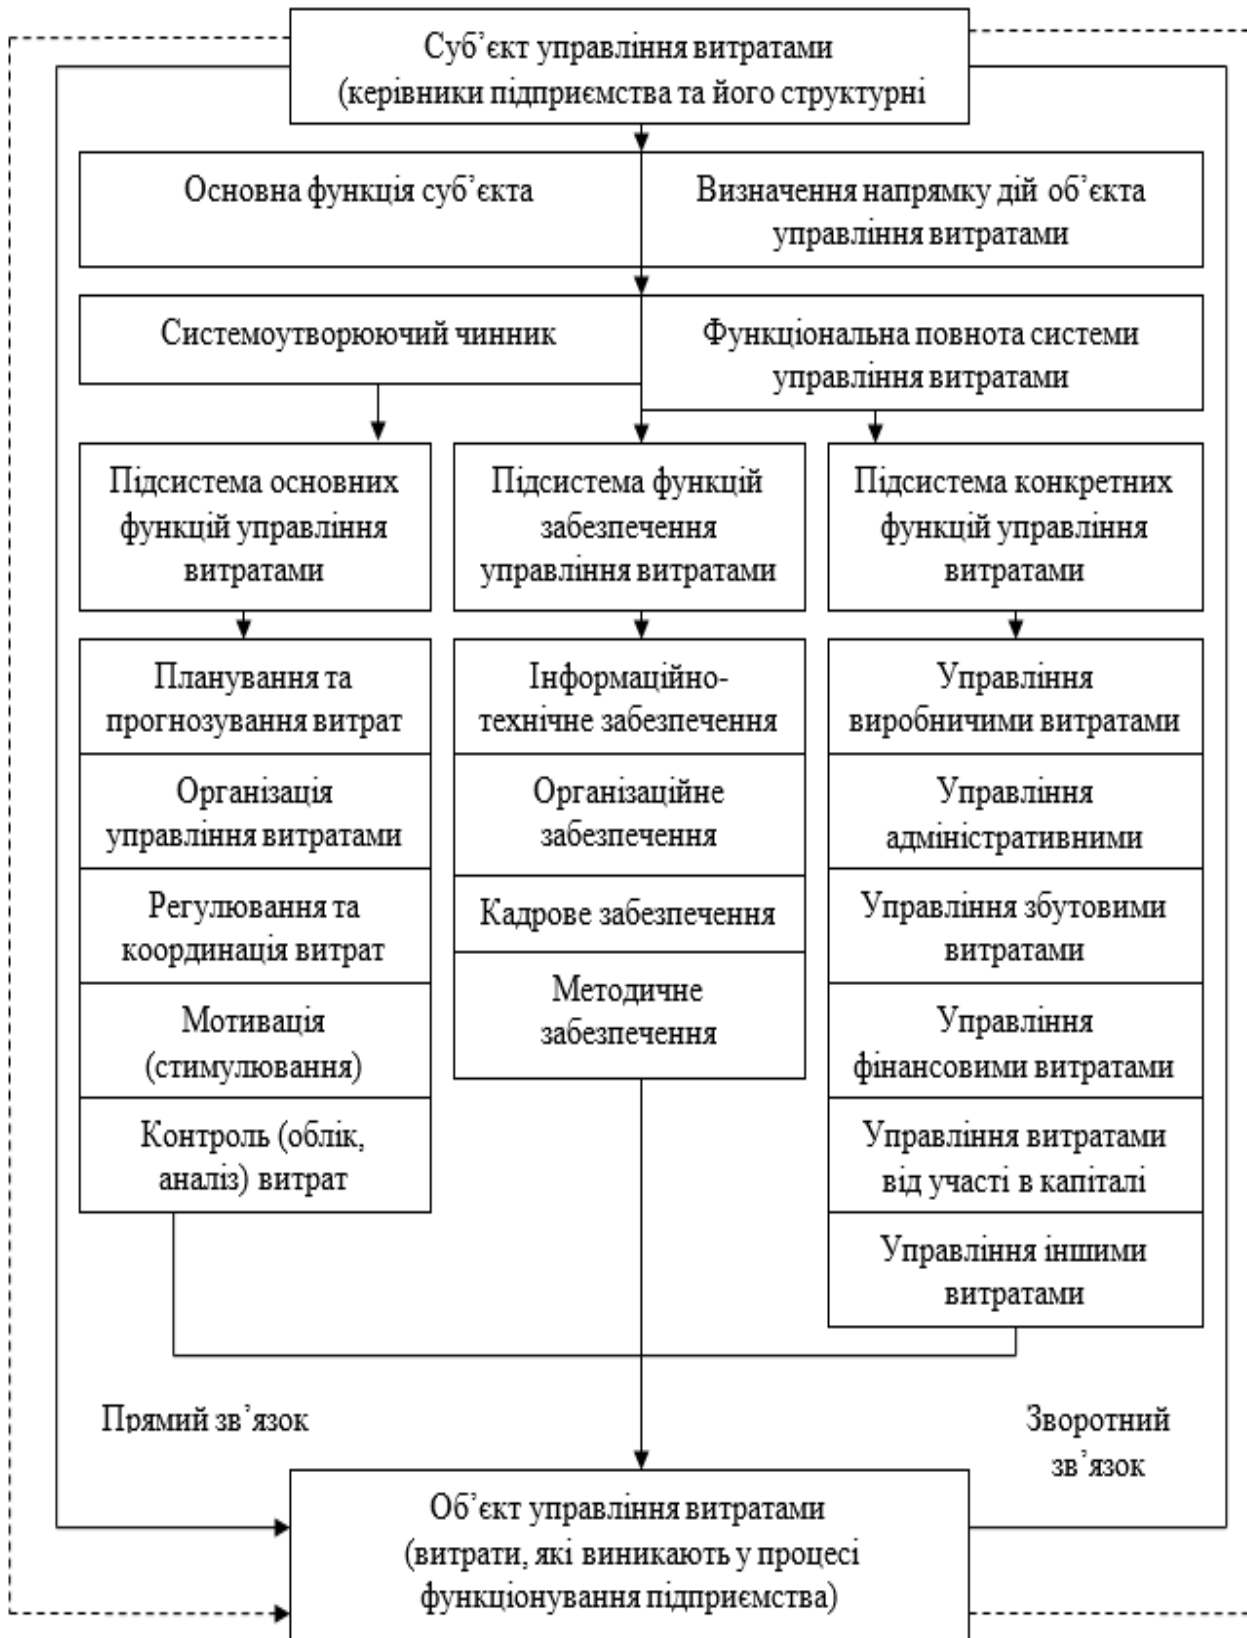 Суб’єкт управління витратами
(керівники підприємства та його структурні
Основна функція суб’єкта
Визначення напрямку дій об’єкта
управління витратами
Системоутворюючий чинник
Функціональна повнота системи
управління витратами
Підсистема основних
функцій управління
витратами
Підсистема функцій
забезпечення
управління витратами
Підсистема конкретних
функцій управління
витратами
Планування та
прогнозування витрат
Організація
управління витратами
Регулювання та
координація витрат
Мотивація
(стимулювання)
Контроль (облік,
аналіз) витрат
Інформаційно-
технічне забезпечення
Організаційне
забезпечення
Кадрове забезпечення
Методичне
забезпечення
Управління
виробничими витратами
Управління
адміністративними
Управління збутовими
витратами
Управління
фінансовими витратами
Управління витратами
від участі в капіталі
Управління іншими
витратами
Прямий зв’язок
Зворотний
зв’язок
Об’єкт управління витратами
(витрати, які виникають у процесі
функціонування підприємства)